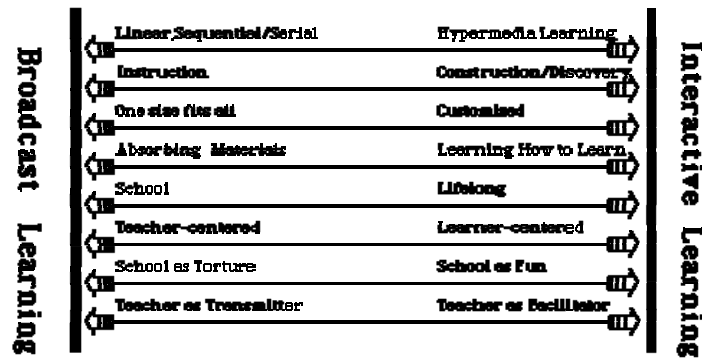 Broadcast Learning
Linear, Sequential/Serial
Hypermedia Learning
Instruction
Construction/Discovery
One size fits all
Customized
Absorbing Materials
Learning How to Learn
School
Lifelong
Teacher-centered
Learner-centered
School as Torture
School as Fun
Teacher as Transmitter
Teacher as Facilitator
Interactive Learning